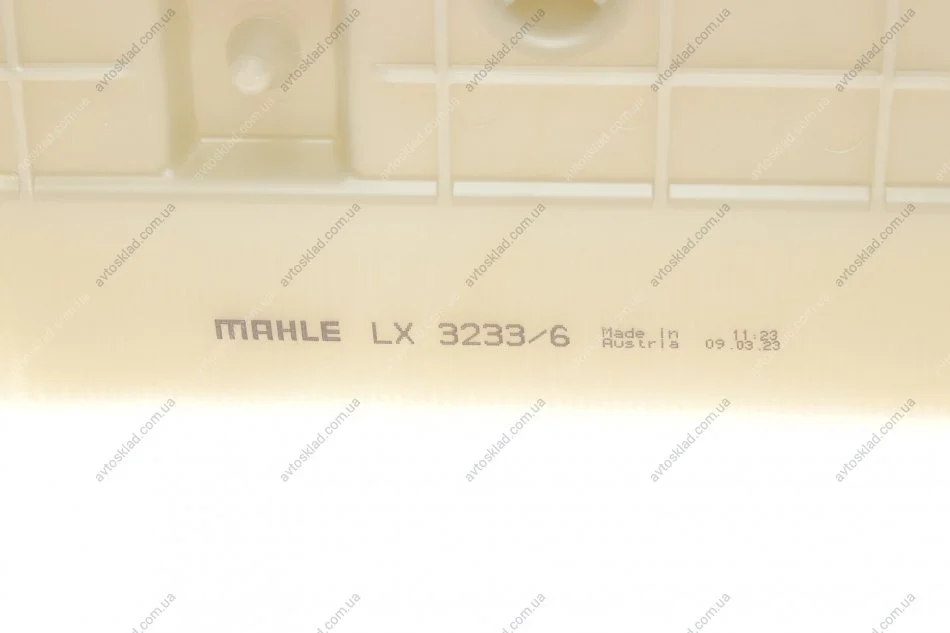 MAHLE LX 3233/6 Made in 11:23
Austria 09.03.23
avtosklad.com.ua